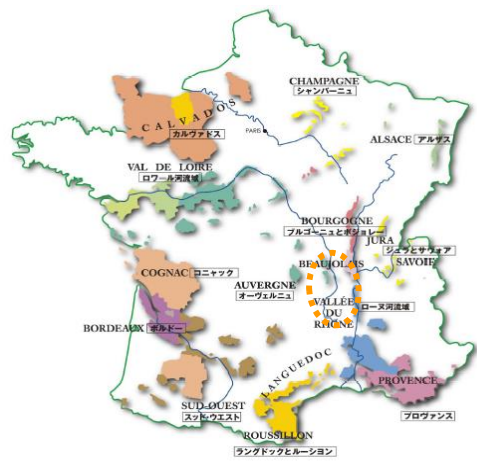 CHAMPAGNE
シャンパーニュ
CALVADOS
カルヴァドス
PARIS
ALSACE アルザス
VAL DE LOIRE
ロワール河流域
BOURGOGNE
ブルゴーニュとボジョレー
JURA
ジュラとサヴォア
SAVOIE
BEAUJOLAIS
COGNAC コニャック
AUVERGNE
オーヴェルニュ
VALLÉE
DU
RHÔNE
ローヌ河流域
BORDEAUX ボルドー
LANGUEDOC
PROVENCE
プロヴァンス
SUD-OUEST
スッド・ウエスト
ROUSSILLON
ラングドックとルーション